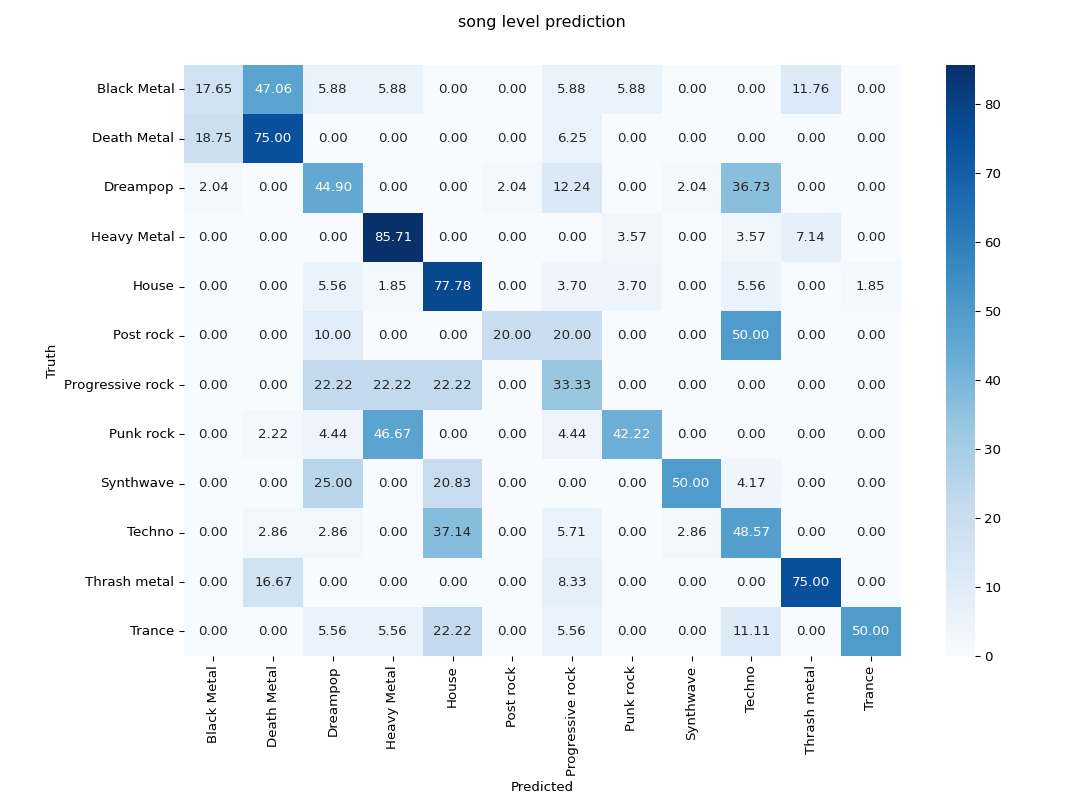 song level prediction
Black Metal 17.65 47.06 5.88 5.88 0.00 0.00 5.88 5.88 0.00 0.00 11.76 0.00
Death Metal 18.75 75.00 0.00 0.00 0.00 0.00 6.25 0.00 0.00 0.00 0.00 0.00
Dreampop 2.04 0.00 44.90 0.00 0.00 2.04 12.24 0.00 2.04 36.73 0.00 0.00
Heavy Metal 0.00 0.00 0.00 85.71 0.00 0.00 0.00 3.57 0.00 3.57 7.14 0.00
House 0.00 0.00 5.56 1.85 77.78 0.00 3.70 3.70 0.00 5.56 0.00 1.85
Post rock 0.00 0.00 10.00 0.00 0.00 20.00 20.00 0.00 0.00 50.00 0.00 0.00
Progressive rock 0.00 0.00 22.22 22.22 22.22 0.00 33.33 0.00 0.00 0.00 0.00 0.00
Punk rock 0.00 2.22 4.44 46.67 0.00 0.00 4.44 42.22 0.00 0.00 0.00 0.00
Synthwave 0.00 0.00 25.00 0.00 20.83 0.00 0.00 0.00 50.00 4.17 0.00 0.00
Techno 0.00 2.86 2.86 0.00 37.14 0.00 5.71 0.00 2.86 48.57 0.00 0.00
Thrash metal 0.00 16.67 0.00 0.00 0.00 0.00 8.33 0.00 0.00 0.00 75.00 0.00
Trance 0.00 0.00 5.56 5.56 22.22 0.00 5.56 0.00 0.00 11.11 0.00 50.00
Truth
Black Metal
Death Metal
Dreampop
Heavy Metal
House
Post rock
Progressive rock
Punk rock
Synthwave
Techno
Thrash metal
Trance
Predicted
80
70
60
50
40
30
20
10
0